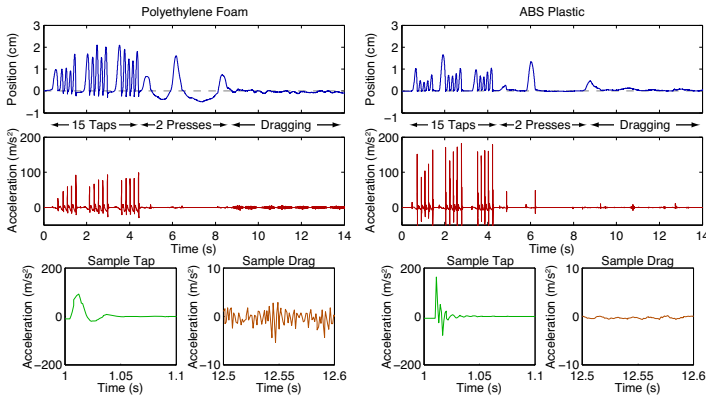 Polyethylene Foam
ABS Plastic
Position (cm)
3
2
1
0
−1
Position (cm)
3
2
1
0
−1
15 Taps
2 Presses
Dragging
15 Taps
2 Presses
Dragging
Acceleration (m/s²)
200
100
0
0 2 4 6 8 10 12 14
Time (s)
Acceleration (m/s²)
200
100
0
0 2 4 6 8 10 12 14
Time (s)
Sample Tap
Acceleration (m/s²)
200
0
−200
1 1.05 1.1
Time (s)
Sample Drag
Acceleration (m/s²)
10
0
−10
12.5 12.55 12.6
Time (s)
Sample Tap
Acceleration (m/s²)
200
0
−200
1 1.05 1.1
Time (s)
Sample Drag
Acceleration (m/s²)
10
0
−10
12.5 12.55 12.6
Time (s)